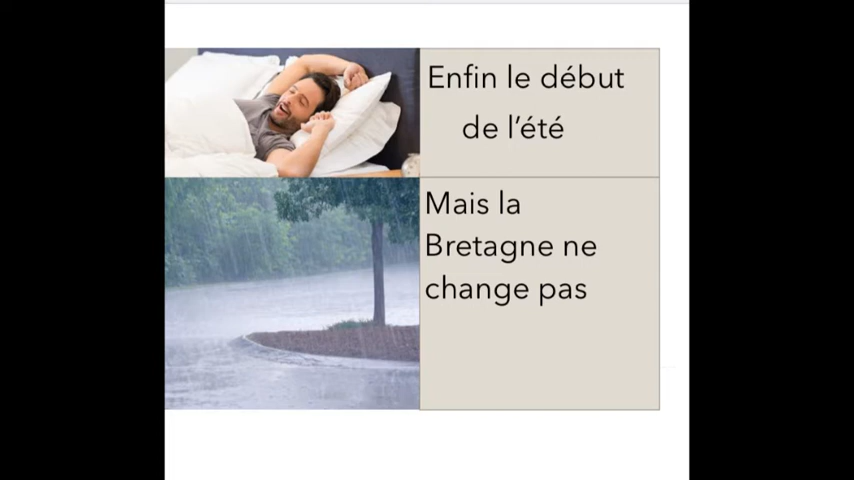 Enfin le début
de l’été
Mais la
Bretagne ne
change pas